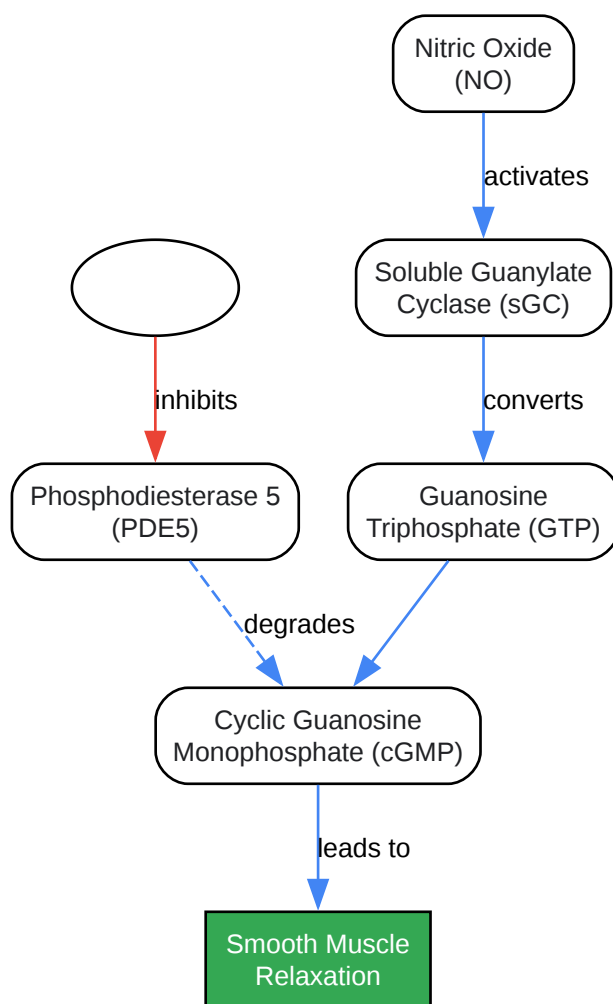 Nitric Oxide
(NO)
activates
Soluble Guanylate
Cyclase (sGC)
inhibits
converts
Phosphodiesterase 5
(PDE5)
Guanosine
Triphosphate (GTP)
degrades
Cyclic Guanosine
Monophosphate (cGMP)
leads to
Smooth Muscle
Relaxation